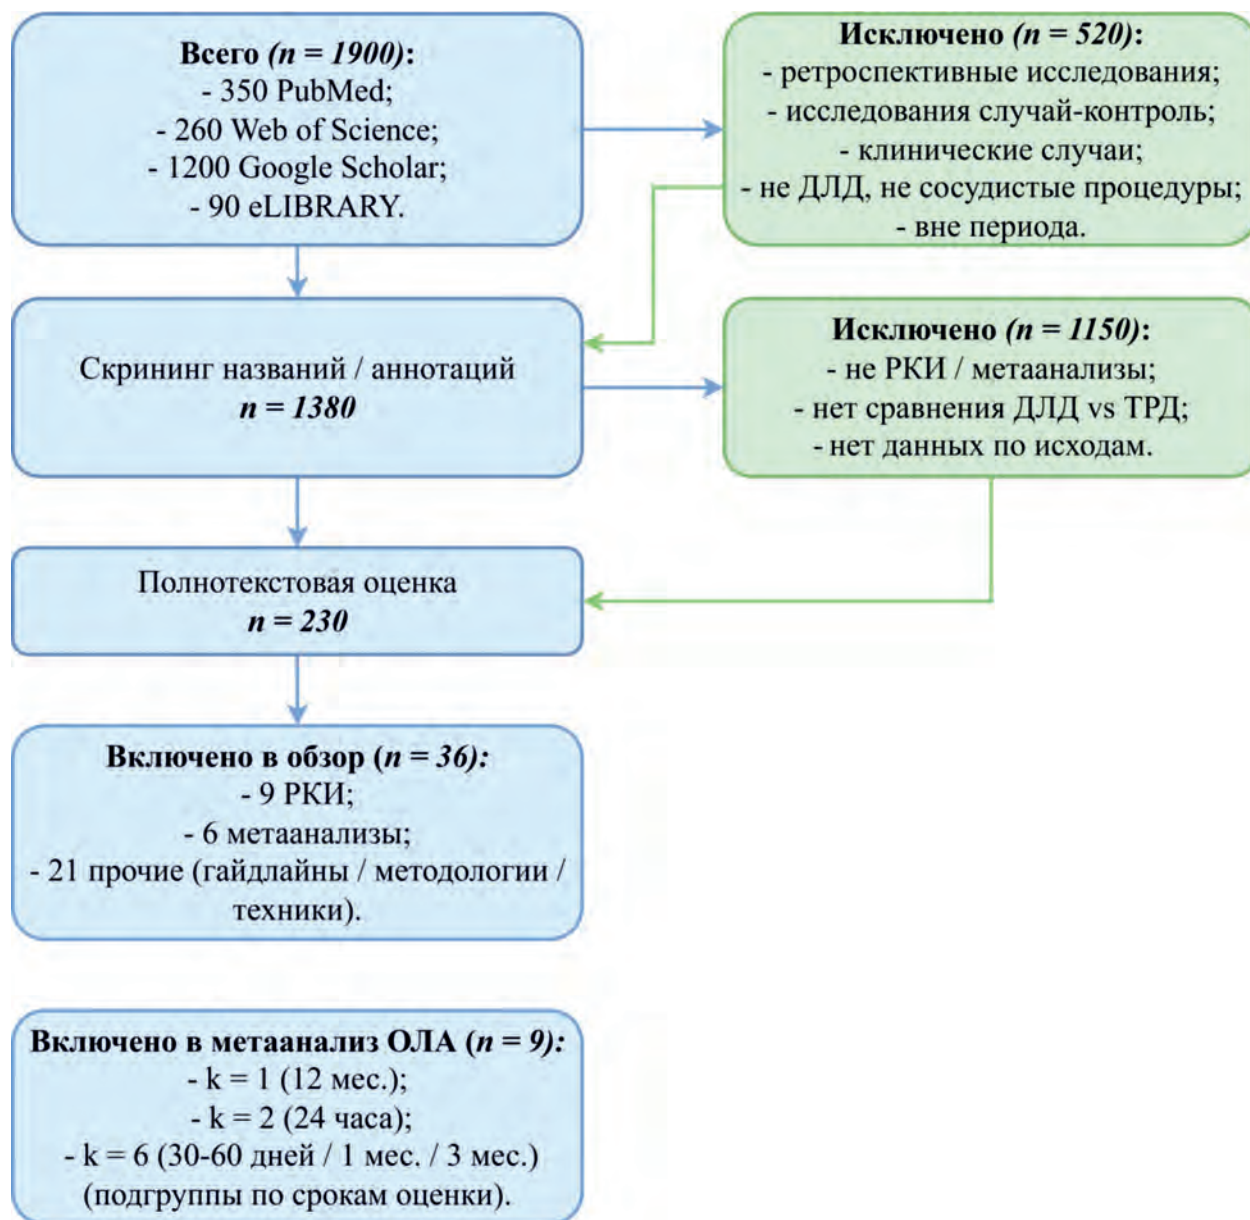 Всего (n = 1900):
- 350 PubMed;
- 260 Web of Science;
- 1200 Google Scholar;
- 90 eLIBRARY.
Исключено (n = 520):
- ретроспективные исследования;
- исследования случай-контроль;
- клинические случаи;
- не ДЛД, не сосудистые процедуры;
- вне периода.
Скрининг названий / аннотаций
n = 1380
Исключено (n = 1150):
- не РКИ / метаанализы;
- нет сравнения ДЛД vs ТРД;
- нет данных по исходам.
Полнотекстовая оценка
n = 230
Включено в обзор (n = 36):
- 9 РКИ;
- 6 метаанализы;
- 21 прочие (гайдлайны / методологии /
техники).
Включено в метаанализ ОЛА (n = 9):
- k = 1 (12 мес.);
- k = 2 (24 часа);
- k = 6 (30-60 дней / 1 мес. / 3 мес.)
(подгруппы по срокам оценки).